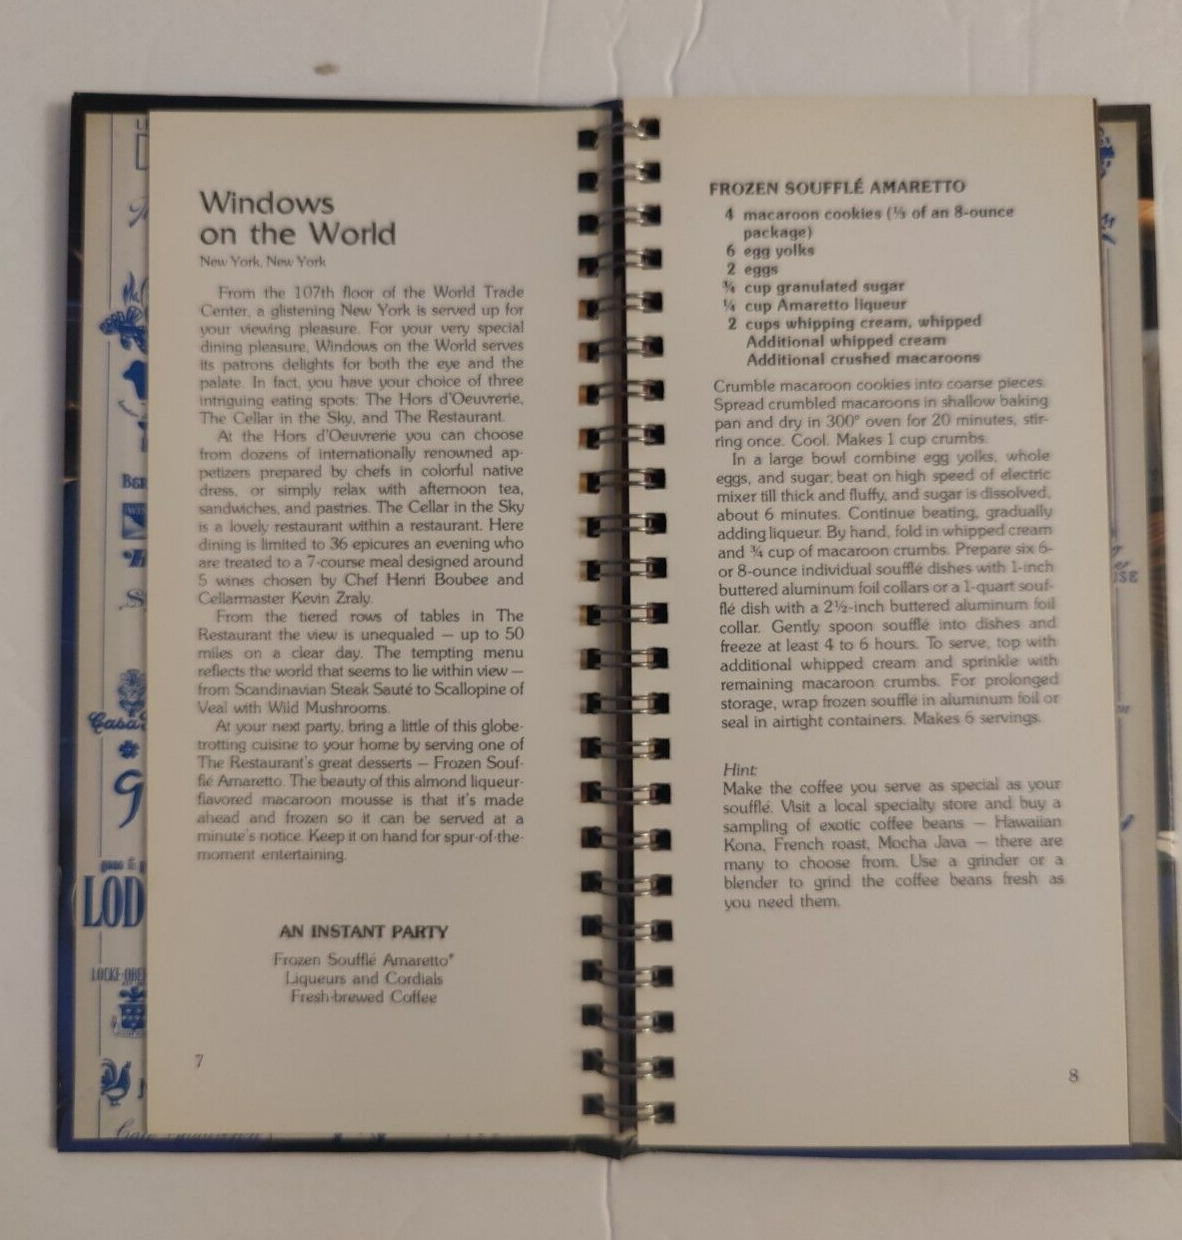 Windows
on the World
New York, New York
From the 107th floor of the World Trade
Center, a glistening New York is served up for
your viewing pleasure. For your very special
dining pleasure, Windows on the World serves
its patrons delights for both the eye and the
palate. In fact, you have your choice of three
intriguing eating spots: The Hors d'Oeuvrerie,
The Cellar in the Sky, and The Restaurant.
At the Hors d'Oeuvrerie you can choose
from dozens of internationally renowned ap-
petizers prepared by chefs in colorful native
dress, or simply relax with afternoon tea,
sandwiches, and pastries. The Cellar in the Sky
is a lovely restaurant within a restaurant. Here
dining is limited to 36 epicures an evening who
are treated to a 7-course meal designed around
5 wines chosen by Chef Henri Boubee and
Cellarmaster Kevin Zraly.
From the tiered rows of tables in The
Restaurant the view is unequaled — up to 50
miles on a clear day. The tempting menu
reflects the world that seems to lie within view —
from Scandinavian Steak Sauté to Scallopine of
Veal with Wild Mushrooms.
At your next party, bring a little of this globe-
trotting cuisine to your home by serving one of
The Restaurant's great desserts — Frozen Souf-
flé Amaretto. The beauty of this almond liqueur-
flavored macaroon mousse is that it's made
ahead and frozen so it can be served at a
minute's notice. Keep it on hand for spur-of-the-
moment entertaining.
AN INSTANT PARTY
Frozen Soufflé Amaretto*
Liqueurs and Cordials
Fresh-brewed Coffee
7
FROZEN SOUFFLÉ AMARETTO
4 macaroon cookies (⅓ of an 8-ounce
package)
6 egg yolks
2 eggs
¾ cup granulated sugar
¼ cup Amaretto liqueur
2 cups whipping cream, whipped
Additional whipped cream
Additional crushed macaroons
Crumble macaroon cookies into coarse pieces.
Spread crumbled macaroons in shallow baking
pan and dry in 300° oven for 20 minutes, stir-
ring once. Cool. Makes 1 cup crumbs.
In a large bowl combine egg yolks, whole
eggs, and sugar; beat on high speed of electric
mixer till thick and fluffy, and sugar is dissolved,
about 6 minutes. Continue beating, gradually
adding liqueur. By hand, fold in whipped cream
and ¾ cup of macaroon crumbs. Prepare six 6-
or 8-ounce individual soufflé dishes with 1-inch
buttered aluminum foil collars or a 1-quart souf-
flé dish with a 2½-inch buttered aluminum foil
collar. Gently spoon soufflé into dishes and
freeze at least 4 to 6 hours. To serve, top with
additional whipped cream and sprinkle with
remaining macaroon crumbs. For prolonged
storage, wrap frozen soufflé in aluminum foil or
seal in airtight containers. Makes 6 servings.
Hint:
Make the coffee you serve as special as your
soufflé. Visit a local specialty store and buy a
sampling of exotic coffee beans — Hawaiian
Kona, French roast, Mocha Java — there are
many to choose from. Use a grinder or a
blender to grind the coffee beans fresh as
you need them.
8
Casa
LOD
LOCKE-OBE